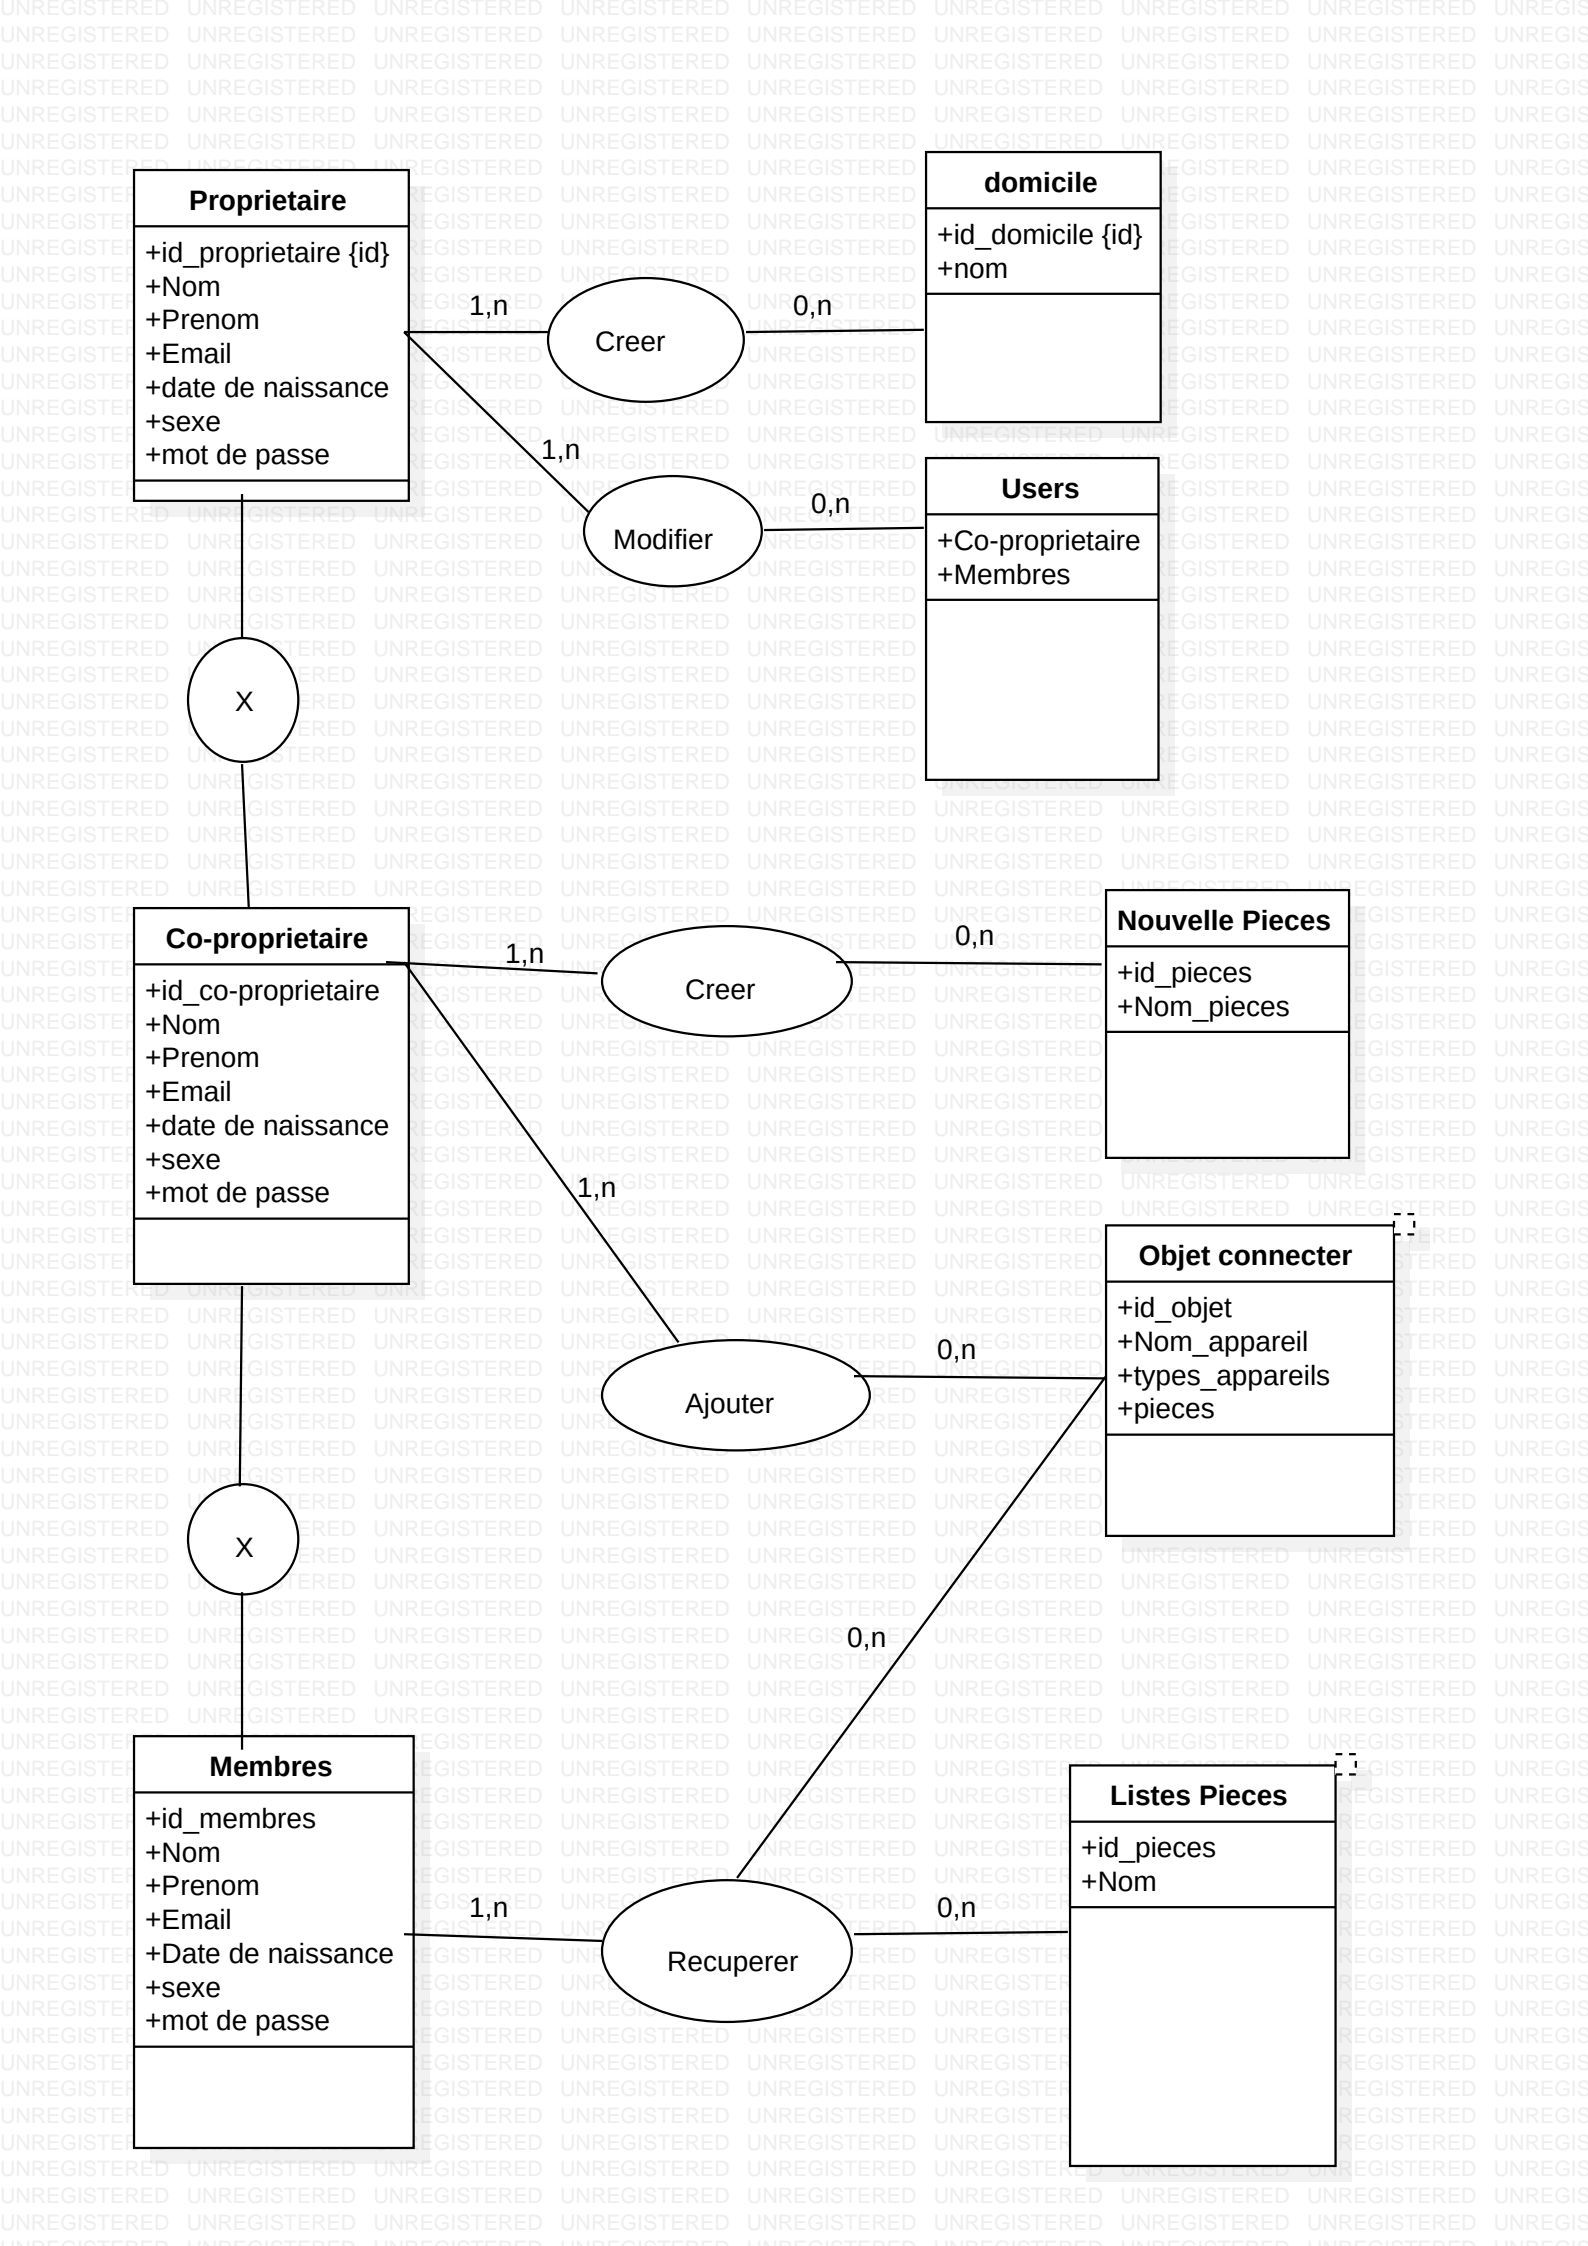 Proprietaire
+id_proprietaire {id}
+Nom
+Prenom
+Email
+date de naissance
+sexe
+mot de passe
1,n
Creer
0,n
domicile
+id_domicile {id}
+nom
1,n
Modifier
0,n
Users
+Co-proprietaire
+Membres
X
Co-proprietaire
+id_co-proprietaire
+Nom
+Prenom
+Email
+date de naissance
+sexe
+mot de passe
1,n
Creer
0,n
Nouvelle Pieces
+id_pieces
+Nom_pieces
1,n
Ajouter
0,n
Objet connecter
+id_objet
+Nom_appareil
+types_appareils
+pieces
X
0,n
Membres
+id_membres
+Nom
+Prenom
+Email
+Date de naissance
+sexe
+mot de passe
1,n
Recuperer
0,n
Listes Pieces
+id_pieces
+Nom
UNREGISTERED